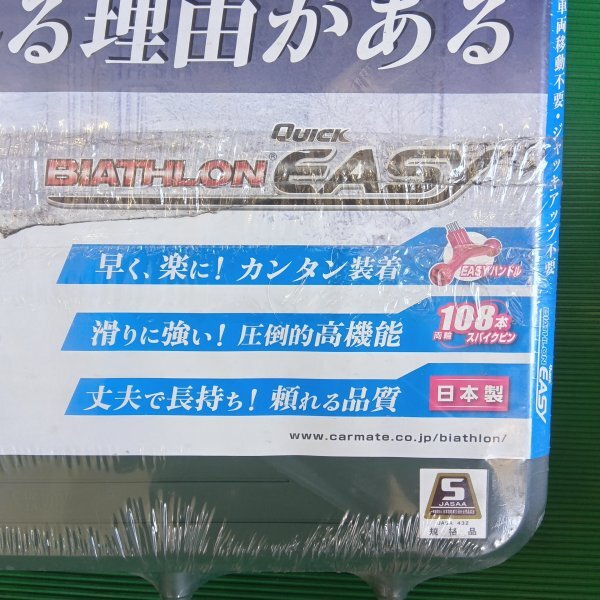 る理由がある
QUICK
BIATHLON® EASY
早く、楽に! カンタン装着
EASYハンドル
滑りに強い! 圧倒的高機能
両輪 108本
スパイクピン
丈夫で長持ち! 頼れる品質
日本製
www.carmate.co.jp/biathlon/
車両移動不要・ジャッキアップ不要
BIATHLON QUICK EASY
S
JASAA
JASA 432
規格品